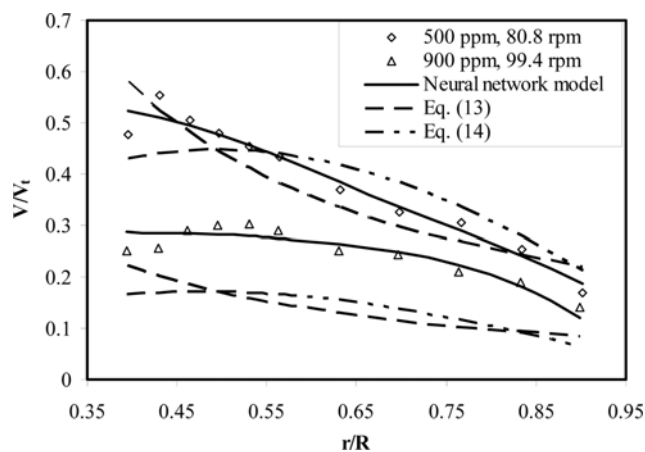 0.7
0.6
0.5
0.4
0.3
0.2
0.1
0
V/Vt
500 ppm, 80.8 rpm
900 ppm, 99.4 rpm
Neural network model
Eq. (13)
Eq. (14)
0.35 0.45 0.55 0.65 0.75 0.85 0.95
r/R